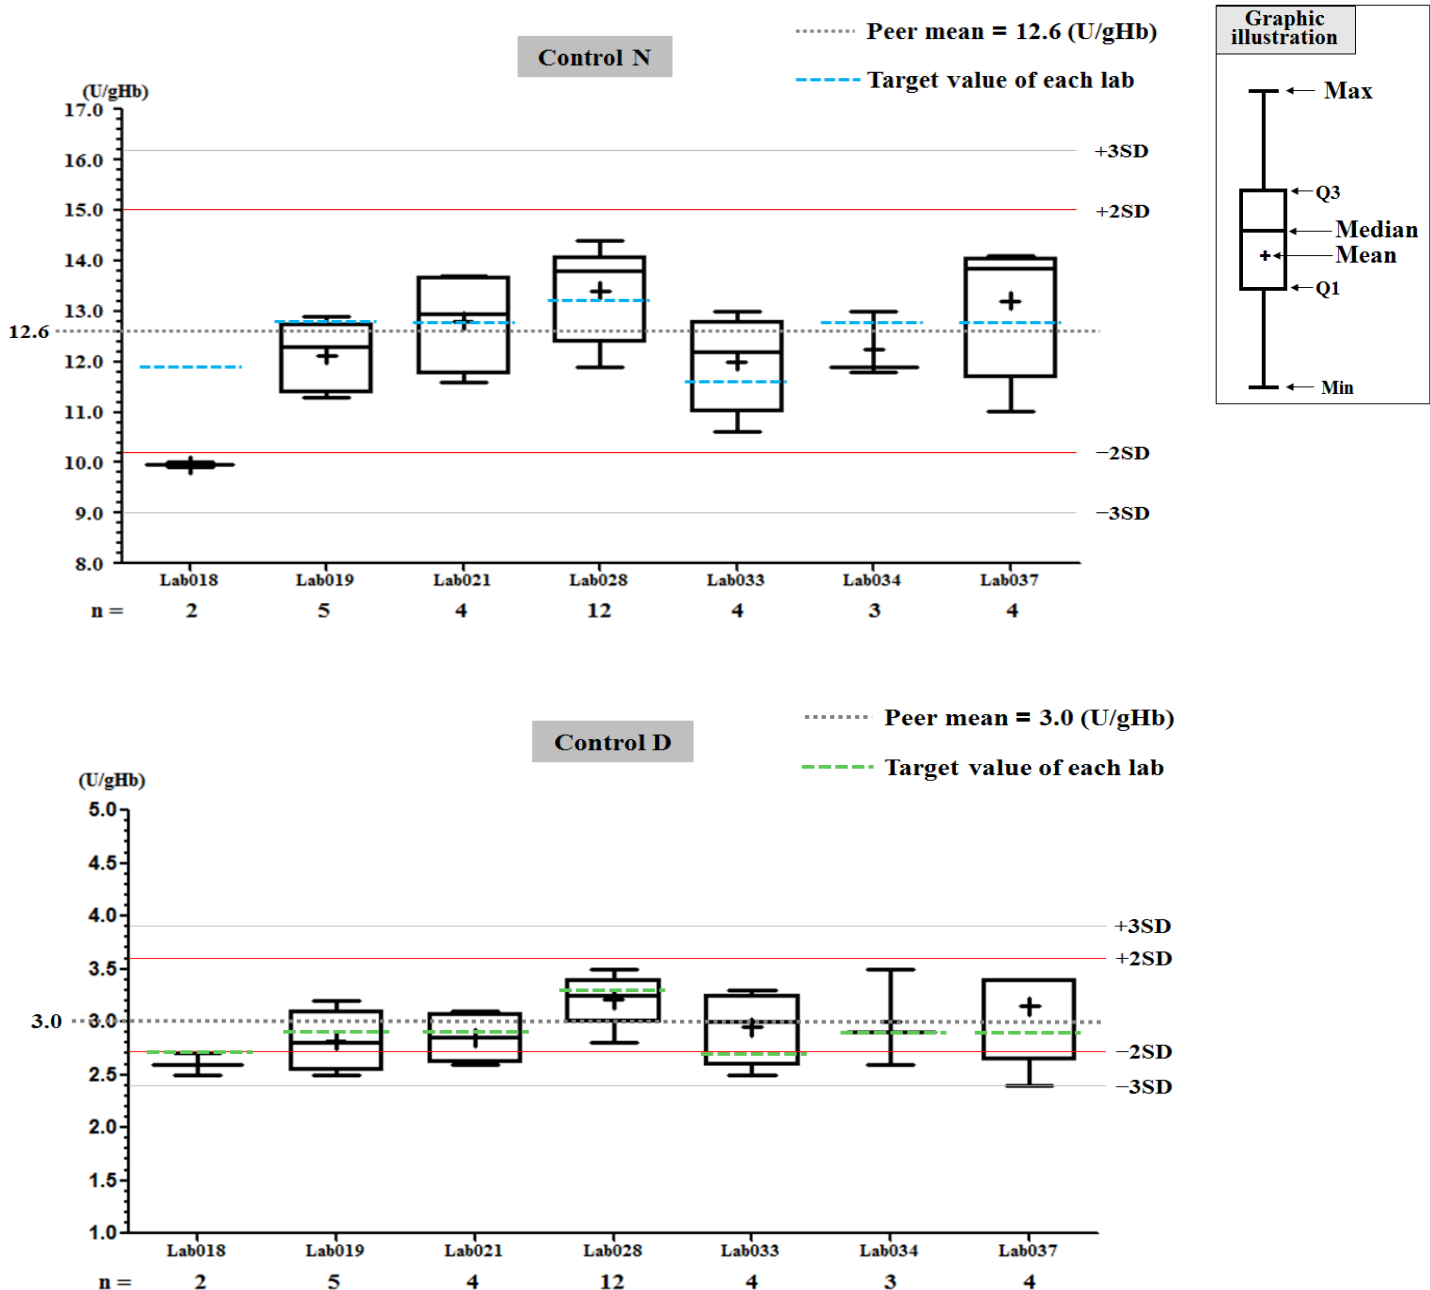 Control N
Peer mean = 12.6 (U/gHb)
Target value of each lab
(U/gHb)
17.0
16.0
15.0
14.0
13.0
12.6
12.0
11.0
10.0
9.0
8.0
+3SD
+2SD
−2SD
−3SD
Lab018 Lab019 Lab021 Lab028 Lab033 Lab034 Lab037
n = 2 5 4 12 4 3 4
Graphic
illustration
Max
Q3
Median
Mean
Q1
Min
Control D
Peer mean = 3.0 (U/gHb)
Target value of each lab
(U/gHb)
5.0
4.5
4.0
3.5
3.0 3.0
2.5
2.0
1.5
1.0
+3SD
+2SD
−2SD
−3SD
Lab018 Lab019 Lab021 Lab028 Lab033 Lab034 Lab037
n = 2 5 4 12 4 3 4